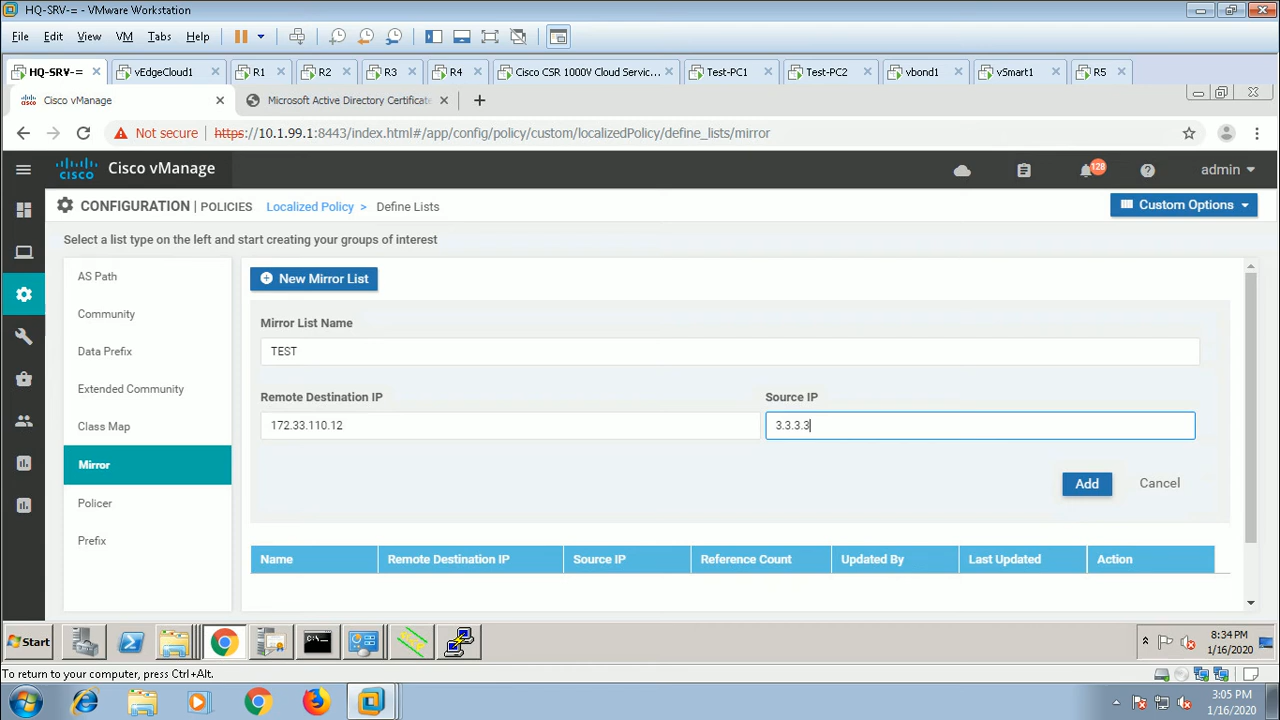 HQ-SRV-= - VMware Workstation
File Edit View VM Tabs Help
HQ-SRV-= vEdgeCloud1 R1 R2 R3 R4 Cisco CSR 1000V Cloud Servic... Test-PC1 Test-PC2 vbond1 vSmart1 R5
Cisco vManage Microsoft Active Directory Certificate
Not secure https://10.1.99.1:8443/index.html#/app/config/policy/custom/localizedPolicy/define_lists/mirror
cisco Cisco vManage 128 admin
CONFIGURATION | POLICIES Localized Policy > Define Lists Custom Options
Select a list type on the left and start creating your groups of interest
AS Path
Community
Data Prefix
Extended Community
Class Map
Mirror
Policer
Prefix
New Mirror List
Mirror List Name
TEST
Remote Destination IP Source IP
172.33.110.12 3.3.3.3
Add Cancel
Name Remote Destination IP Source IP Reference Count Updated By Last Updated Action
Start 8:34 PM
1/16/2020
To return to your computer, press Ctrl+Alt.
3:05 PM
1/16/2020